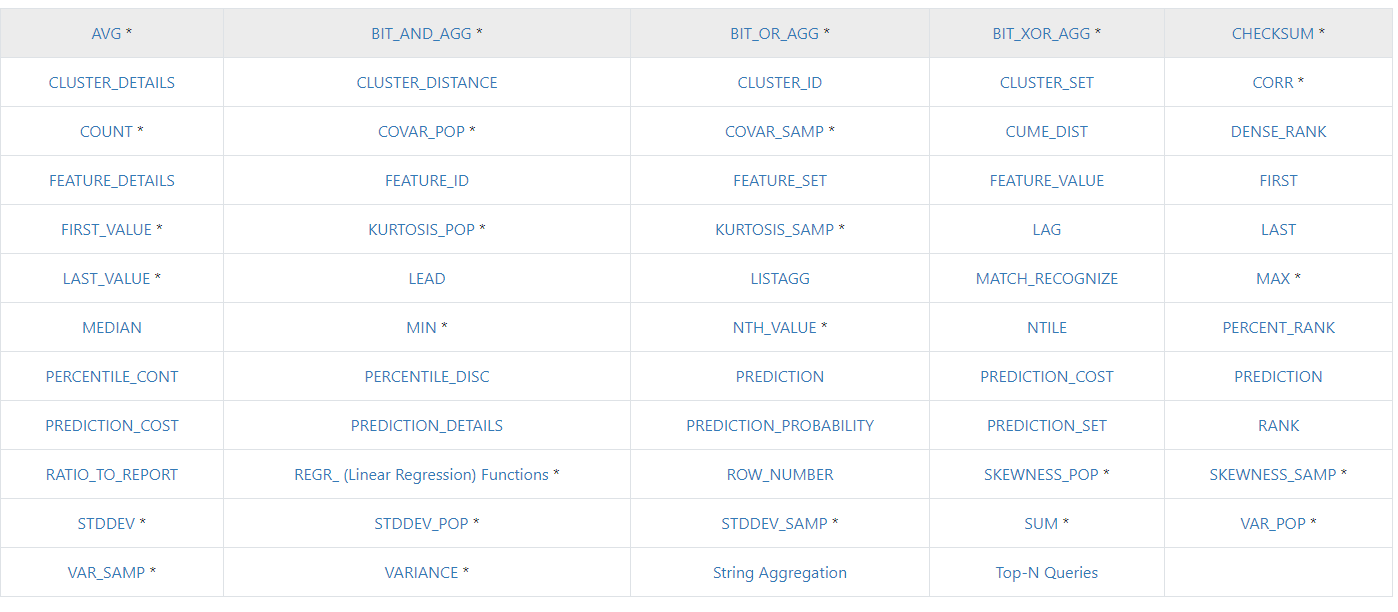 AVG * BIT_AND_AGG * BIT_OR_AGG * BIT_XOR_AGG * CHECKSUM *
CLUSTER_DETAILS CLUSTER_DISTANCE CLUSTER_ID CLUSTER_SET CORR *
COUNT * COVAR_POP * COVAR_SAMP * CUME_DIST DENSE_RANK
FEATURE_DETAILS FEATURE_ID FEATURE_SET FEATURE_VALUE FIRST
FIRST_VALUE * KURTOSIS_POP * KURTOSIS_SAMP * LAG LAST
LAST_VALUE * LEAD LISTAGG MATCH_RECOGNIZE MAX *
MEDIAN MIN * NTH_VALUE * NTILE PERCENT_RANK
PERCENTILE_CONT PERCENTILE_DISC PREDICTION PREDICTION_COST PREDICTION
PREDICTION_COST PREDICTION_DETAILS PREDICTION_PROBABILITY PREDICTION_SET RANK
RATIO_TO_REPORT REGR_ (Linear Regression) Functions * ROW_NUMBER SKEWNESS_POP * SKEWNESS_SAMP *
STDDEV * STDDEV_POP * STDDEV_SAMP * SUM * VAR_POP *
VAR_SAMP * VARIANCE * String Aggregation Top-N Queries